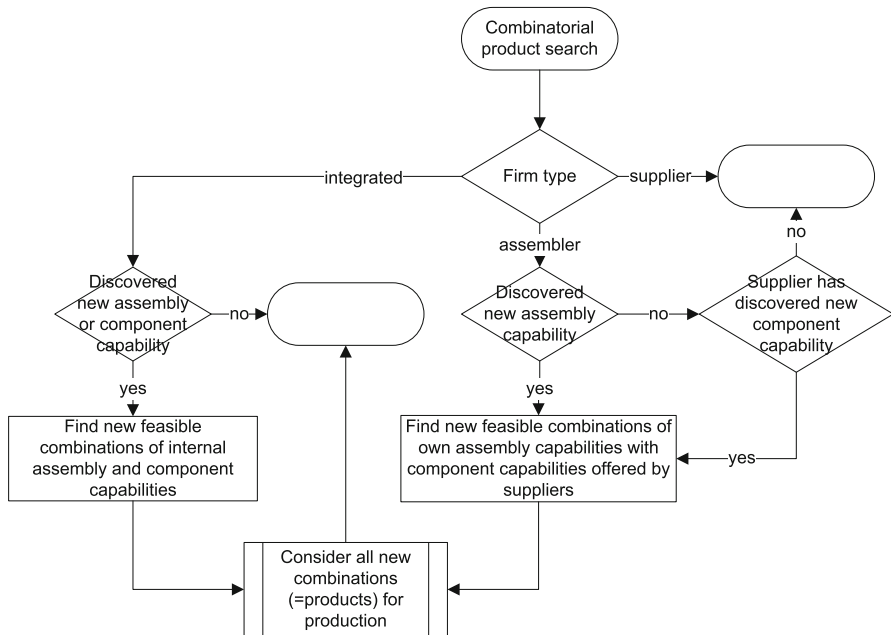 Combinatorial
product search
Firm type
integrated
supplier
assembler
no
Discovered
new assembly
or component
capability
no
Discovered
new assembly
capability
no
Supplier has
discovered new
component
capability
yes
yes
yes
Find new feasible
combinations of internal
assembly and component
capabilities
Find new feasible combinations of
own assembly capabilities with
component capabilities offered by
suppliers
Consider all new
combinations
(=products) for
production